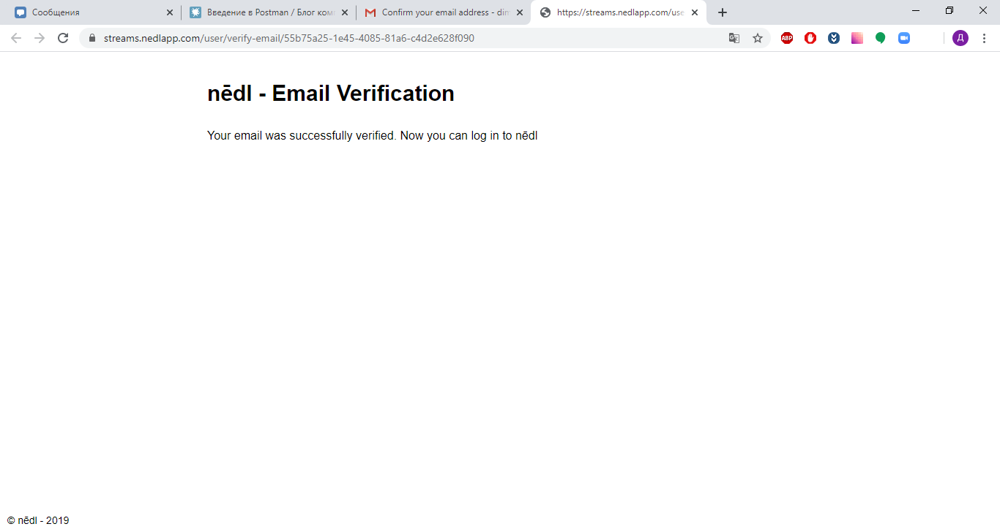 Сообщения
Введение в Postman / Блог ком
Confirm your email address - dim
https://streams.nedlapp.com/use
streams.nedlapp.com/user/verify-email/55b75a25-1e45-4085-81a6-c4d2e628f090
ABP
Д
nēdl - Email Verification
Your email was successfully verified. Now you can log in to nēdl
© nēdl - 2019